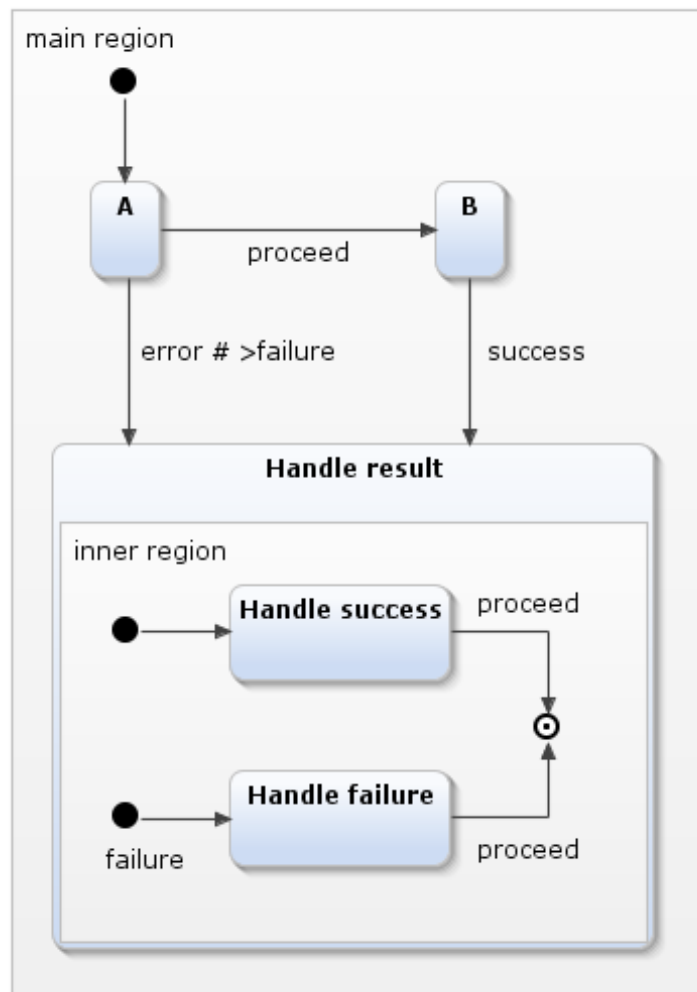 main region
A
B
proceed
error # >failure
success
Handle result
inner region
Handle success
proceed
Handle failure
failure
proceed